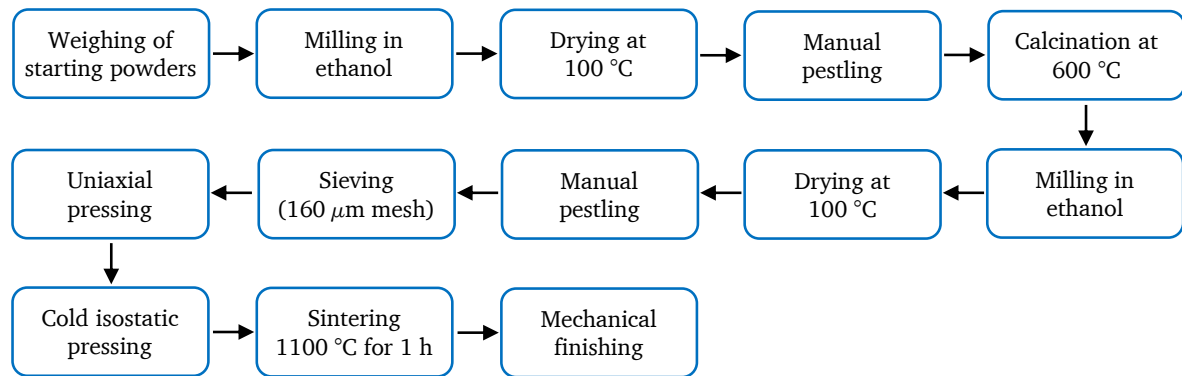 Weighing of
starting powders
Milling in
ethanol
Drying at
100 °C
Manual
pestling
Calcination at
600 °C
Milling in
ethanol
Drying at
100 °C
Manual
pestling
Sieving
(160 μm mesh)
Uniaxial
pressing
Cold isostatic
pressing
Sintering
1100 °C for 1 h
Mechanical
finishing